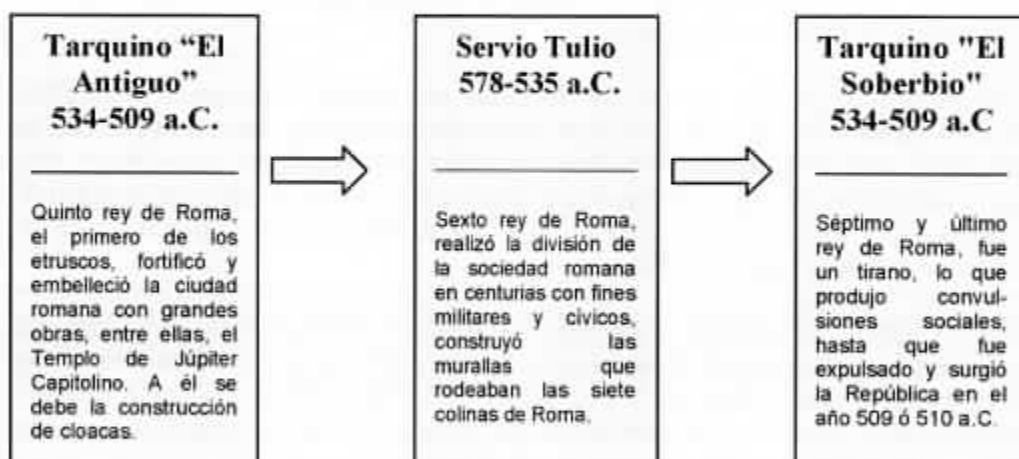 Tarquino “El
Antiguo”
534-509 a.C.
Quinto rey de Roma,
el primero de los
etruscos, fortificó y
embelleció la ciudad
romana con grandes
obras, entre ellas, el
Templo de Júpiter
Capitolino. A él se
debe la construcción
de cloacas.
Servio Tulio
578-535 a.C.
Sexto rey de Roma,
realizó la división de
la sociedad romana
en centurias con fines
militares y cívicos,
construyó las
murallas que
rodeaban las siete
colinas de Roma.
Tarquino "El
Soberbio"
534-509 a.C
Séptimo y último
rey de Roma, fue
un tirano, lo que
produjo convul-
siones sociales,
hasta que fue
expulsado y surgió
la República en el
año 509 ó 510 a.C.